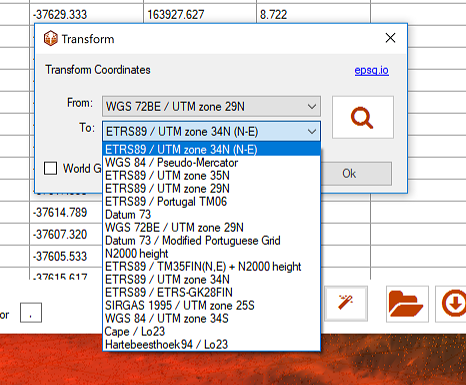 -37629.333 163927.627 8.722
Transform
Transform Coordinates epsg.io
From: WGS 72BE / UTM zone 29N
To: ETRS89 / UTM zone 34N (N-E)
ETRS89 / UTM zone 34N (N-E)
World G
WGS 84 / Pseudo-Mercator
ETRS89 / UTM zone 35N
ETRS89 / UTM zone 29N
Ok
ETRS89 / Portugal TM06
Datum 73
WGS 72BE / UTM zone 29N
Datum 73 / Modified Portuguese Grid
N2000 height
ETRS89 / TM35FIN(N,E) + N2000 height
ETRS89 / UTM zone 34N
ETRS89 / ETRS-GK28FIN
SIRGAS 1995 / UTM zone 25S
WGS 84 / UTM zone 34S
Cape / Lo23
Hartebeesthoek94 / Lo23
-37614.789
-37607.320
-37605.533
-37615.617
or .